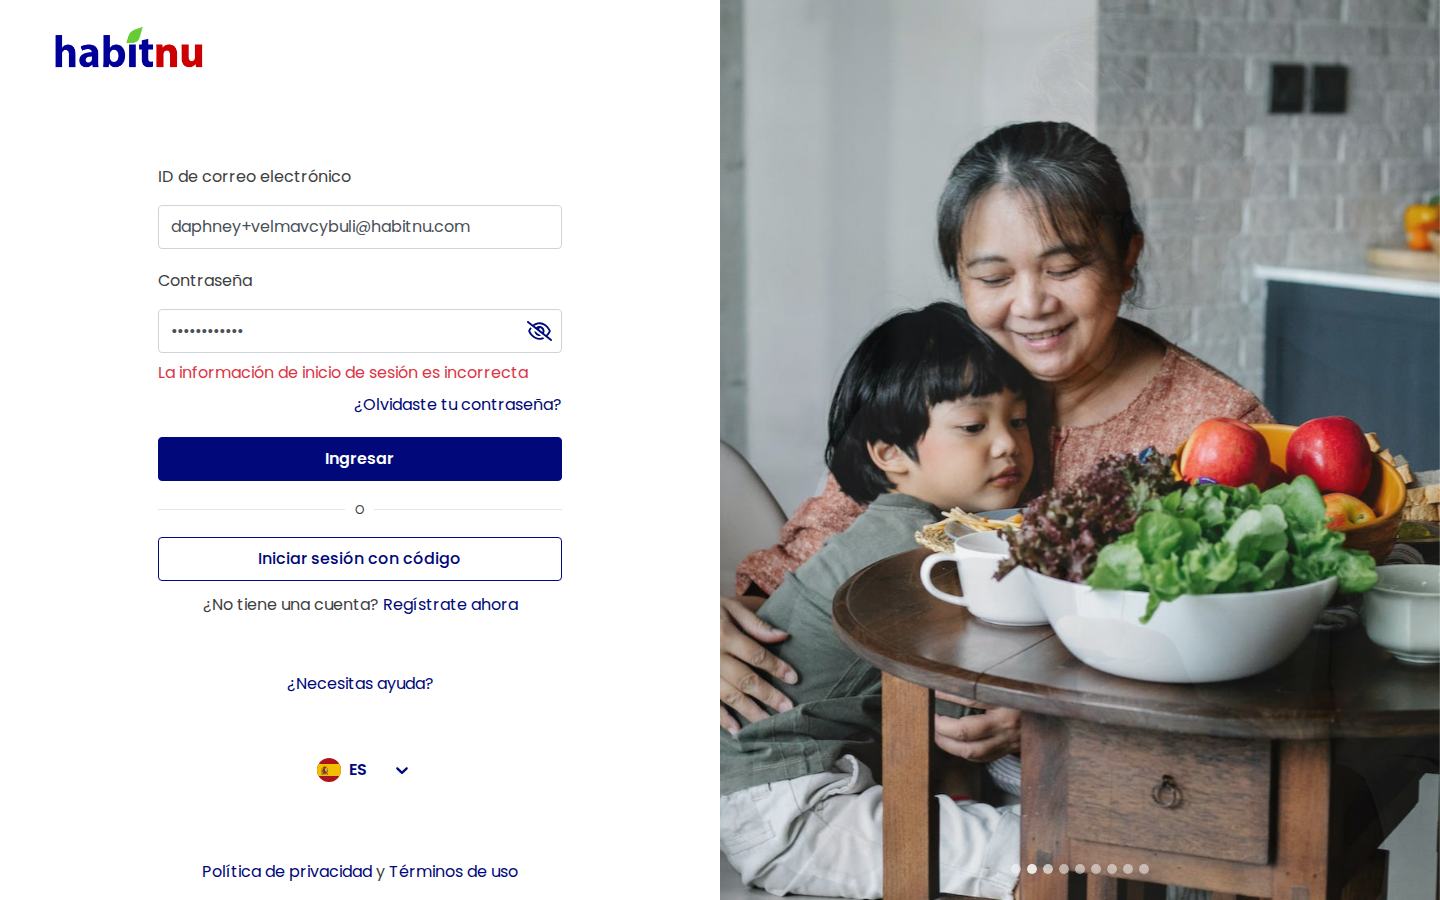 habitnu
ID de correo electrónico
daphney+velmavcybuli@habitnu.com
Contraseña
••••••••••••
La información de inicio de sesión es incorrecta
¿Olvidaste tu contraseña?
Ingresar
O
Iniciar sesión con código
¿No tiene una cuenta? Regístrate ahora
¿Necesitas ayuda?
ES
Política de privacidad y Términos de uso